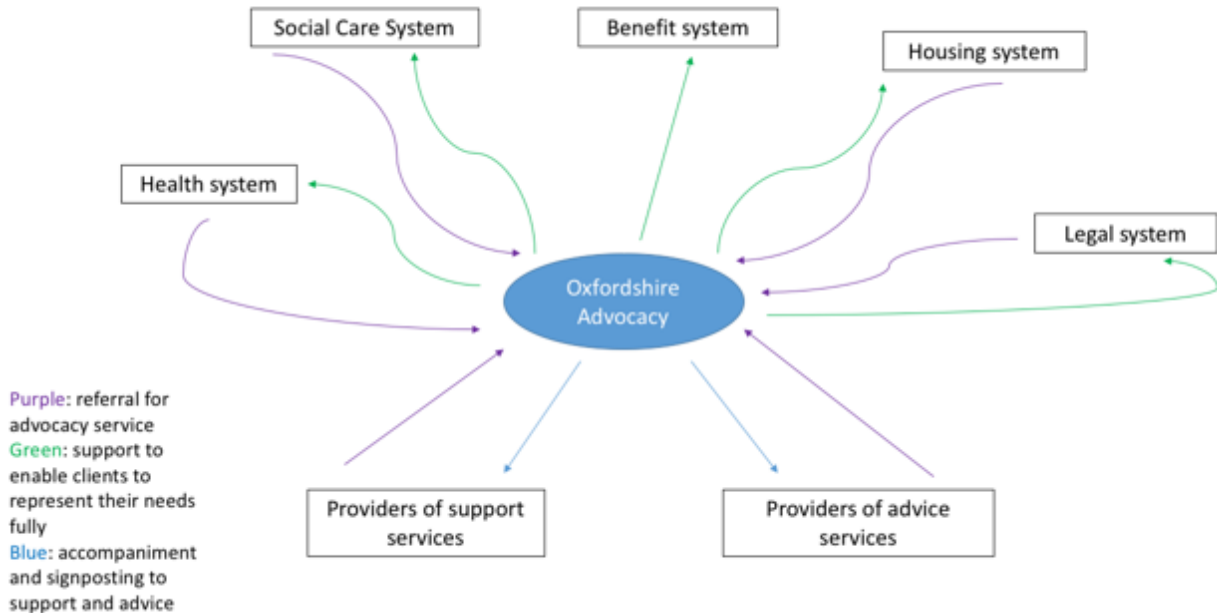 Social Care System
Benefit system
Housing system
Health system
Legal system
Oxfordshire
Advocacy
Purple: referral for
advocacy service
Green: support to
enable clients to
represent their needs
fully
Blue: accompaniment
and signposting to
support and advice
Providers of support
services
Providers of advice
services